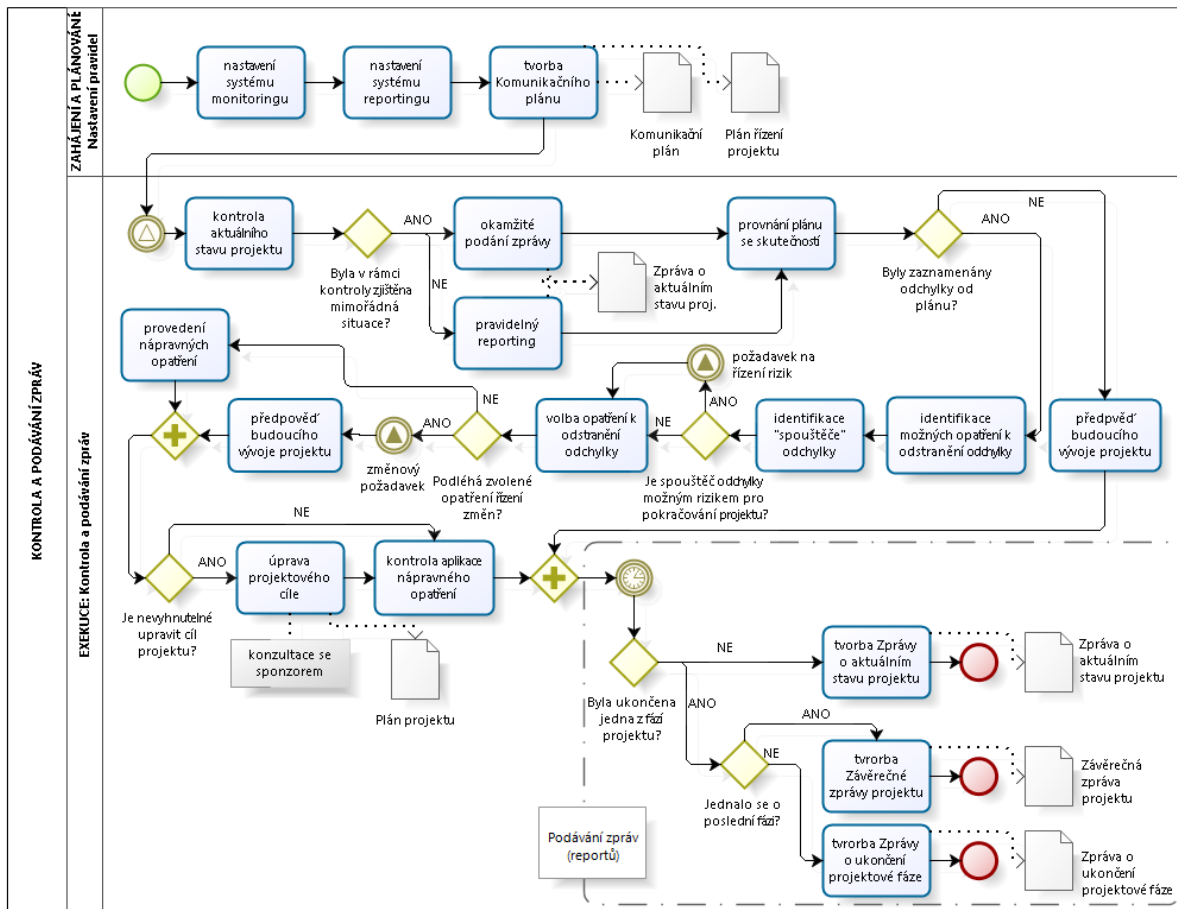 KONTROLA A PODÁVÁNÍ ZPRÁV
ZAHÁJENÍ A PLÁNOVÁNÍ:
Nastavení pravidel
nastavení
systému
monitoringu
nastavení
systému
reportingu
tvorba
Komunikačního
plánu
Komunikační
plán
Plán řízení
projektu
EXEKUCE: Kontrola a podávání zpráv
kontrola
aktuálního
stavu projektu
Byla v rámci
kontroly zjištěna
mimořádná
situace?
ANO
NE
okamžité
podání zprávy
pravidelný
reporting
Zpráva o
aktuálním
stavu proj.
provnání plánu
se skutečností
Byly zaznamenány
odchylky od
plánu?
NE
ANO
provedení
nápravných
opatření
předpověď
budoucího
vývoje projektu
změnový
požadavek
ANO
NE
Podléhá zvolené
opatření řízení
změn?
volba opatření k
odstranění
odchylky
požadavek na
řízení rizik
ANO
NE
Je spouštěč odchylky
možným rizikem pro
pokračování projektu?
identifikace
"spouštěče"
odchylky
identifikace
možných opatření k
odstranění odchylky
předpověď
budoucího
vývoje projektu
NE
ANO
Je nevyhnutelné
upravit cíl
projektu?
úprava
projektového
cíle
kontrola aplikace
nápravného
opatření
konzultace se
sponzorem
Plán projektu
Byla ukončena
jedna z fází
projektu?
NE
ANO
tvorba Zprávy
o aktuálním
stavu projektu
Zpráva o
aktuálním
stavu projektu
ANO
NE
Jednalo se o
poslední fázi?
tvrorba
Závěrečné
zprávy projektu
Závěrečná
zpráva
projektu
Podávání zpráv
(reportů)
tvrorba Zprávy
o ukončení
projektové fáze
Zpráva o
ukončení
projektové fáze